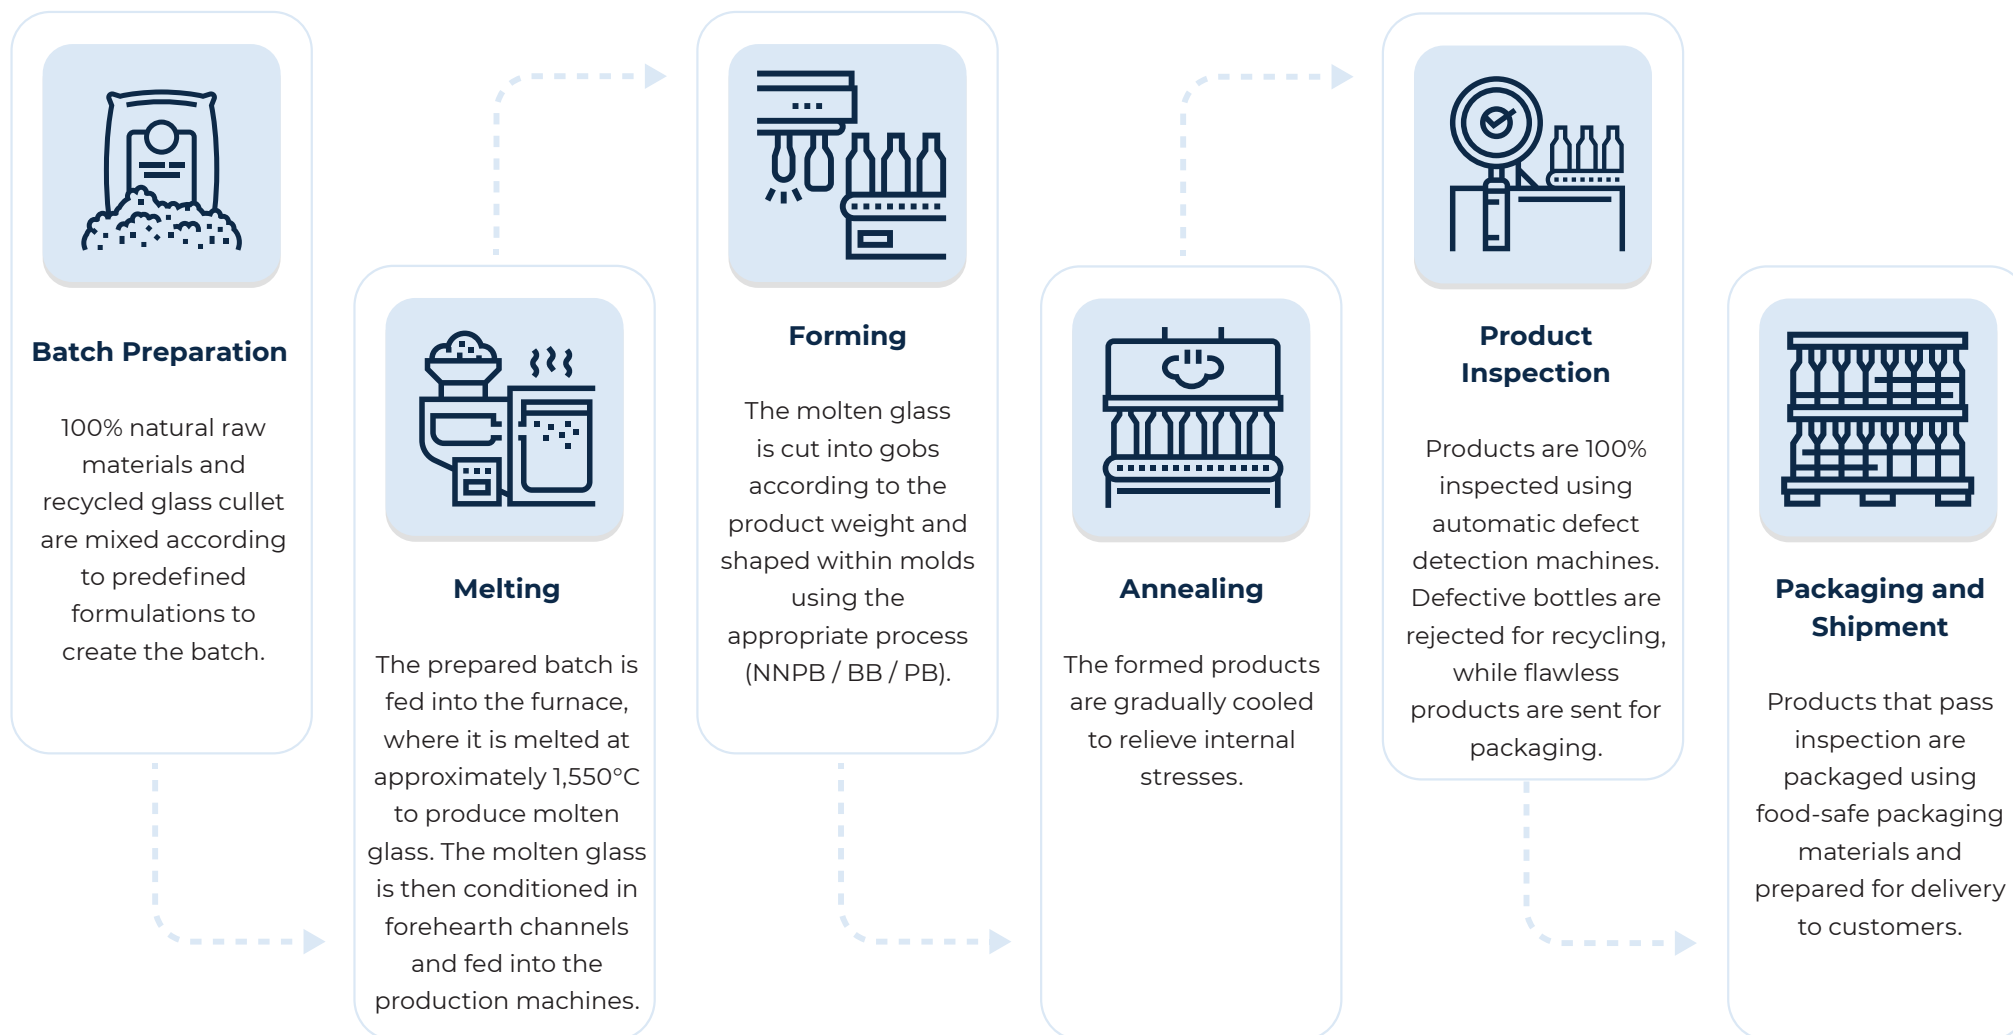 Batch Preparation
100% natural raw
materials and
recycled glass cullet
are mixed according
to predefined
formulations to
create the batch.
Melting
The prepared batch is
fed into the furnace,
where it is melted at
approximately 1,550°C
to produce molten
glass. The molten glass
is then conditioned in
forehearth channels
and fed into the
production machines.
Forming
The molten glass
is cut into gobs
according to the
product weight and
shaped within molds
using the
appropriate process
(NNPB / BB / PB).
Annealing
The formed products
are gradually cooled
to relieve internal
stresses.
Product
Inspection
Products are 100%
inspected using
automatic defect
detection machines.
Defective bottles are
rejected for recycling,
while flawless
products are sent for
packaging.
Packaging and
Shipment
Products that pass
inspection are
packaged using
food-safe packaging
materials and
prepared for delivery
to customers.